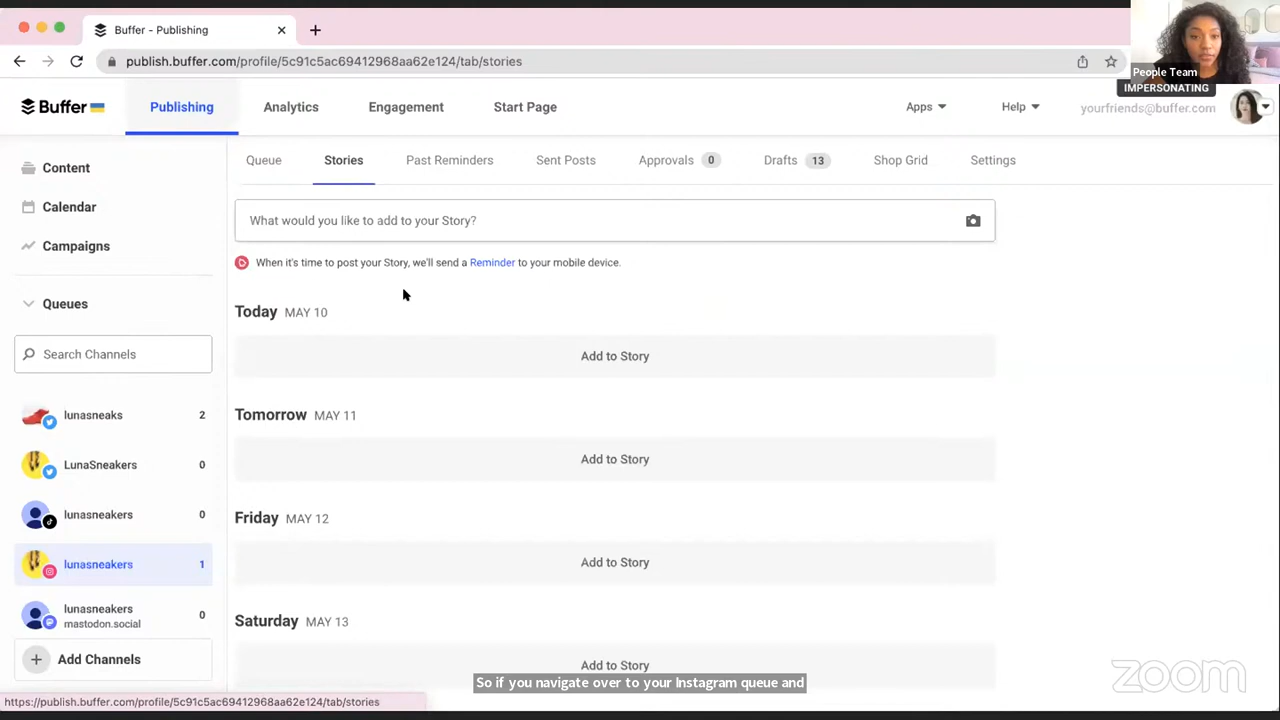 Buffer - Publishing
publish.buffer.com/profile/5c91c5ac69412968aa62e124/tab/stories
People Team
IMPERSONATING
Buffer
Publishing
Analytics
Engagement
Start Page
Apps
Help
yourfriends@buffer.com
Content
Calendar
Campaigns
Queues
Search Channels
lunasneaks 2
LunaSneakers 0
lunasneakers 0
lunasneakers 1
lunasneakers 0
mastodon.social
Add Channels
Queue
Stories
Past Reminders
Sent Posts
Approvals 0
Drafts 13
Shop Grid
Settings
What would you like to add to your Story?
When it's time to post your Story, we'll send a Reminder to your mobile device.
Today MAY 10
Add to Story
Tomorrow MAY 11
Add to Story
Friday MAY 12
Add to Story
Saturday MAY 13
Add to Story
So if you navigate over to your Instagram queue and
https://publish.buffer.com/profile/5c91c5ac69412968aa62e124/tab/stories
zoom